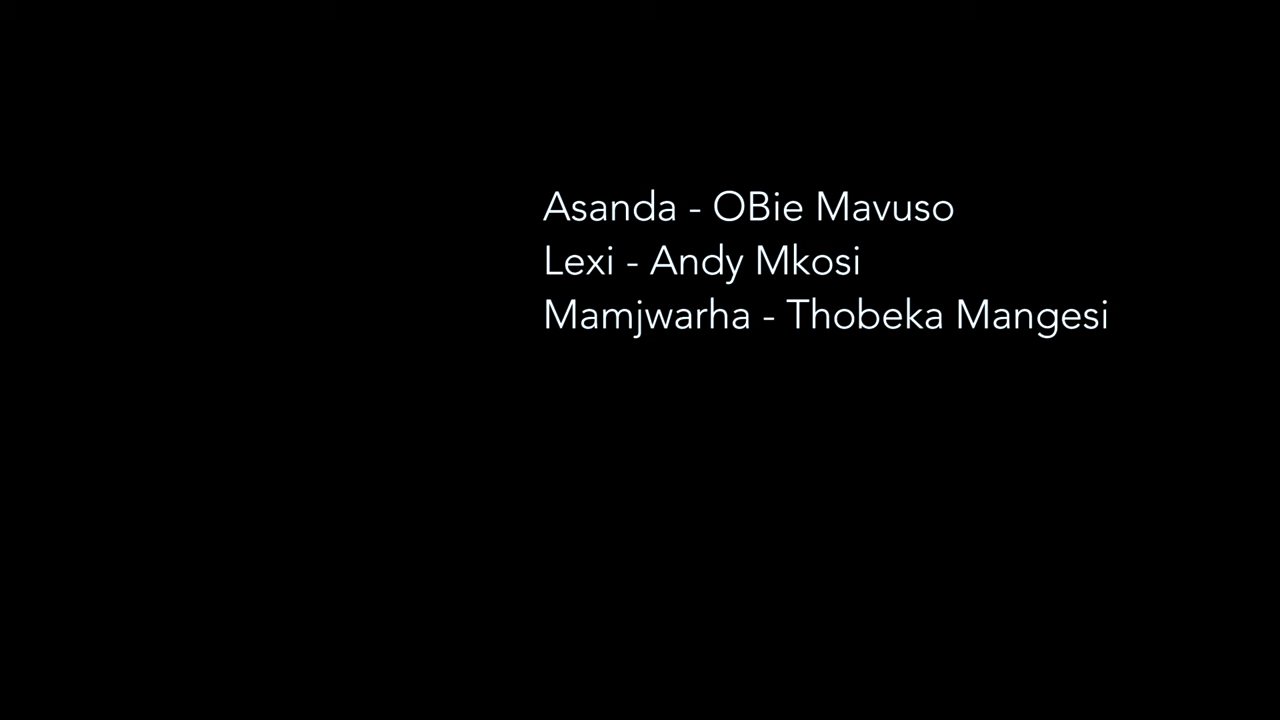 Asanda - OBie Mavuso
Lexi - Andy Mkosi
Mamjwarha - Thobeka Mangesi